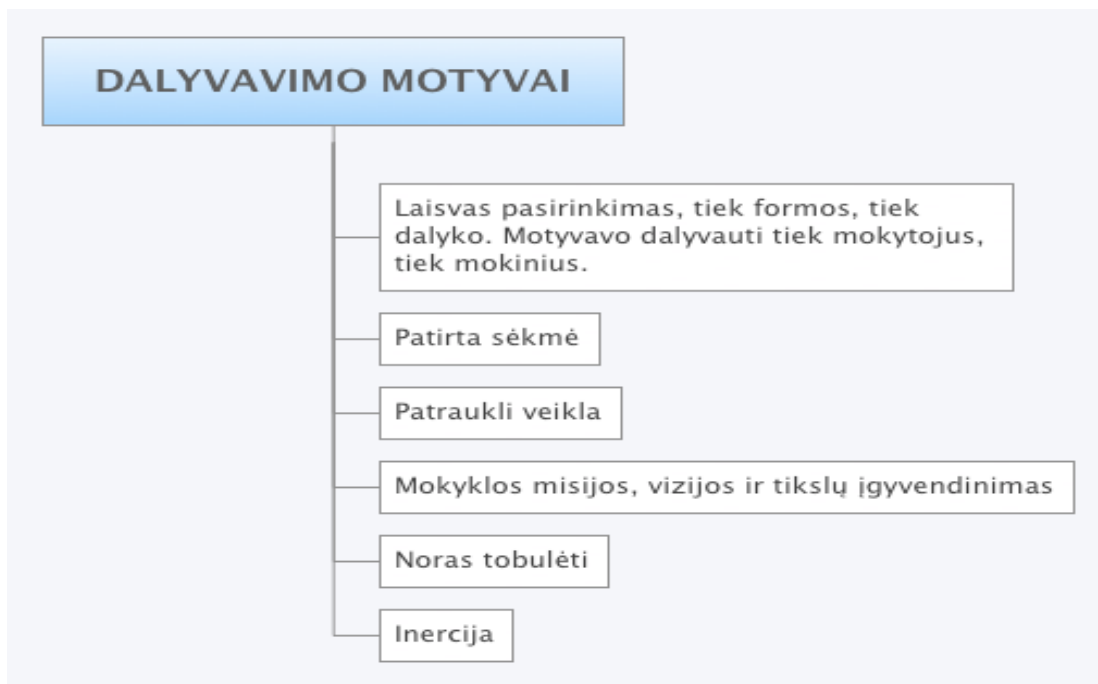 DALYVAVIMO MOTYVAI
Laisvas pasirinkimas, tiek formos, tiek
dalyko. Motyvavo dalyvauti tiek mokytojus,
tiek mokinius.
Patirta sėkmė
Patraukli veikla
Mokyklos misijos, vizijos ir tikslų įgyvendinimas
Noras tobulėti
Inercija